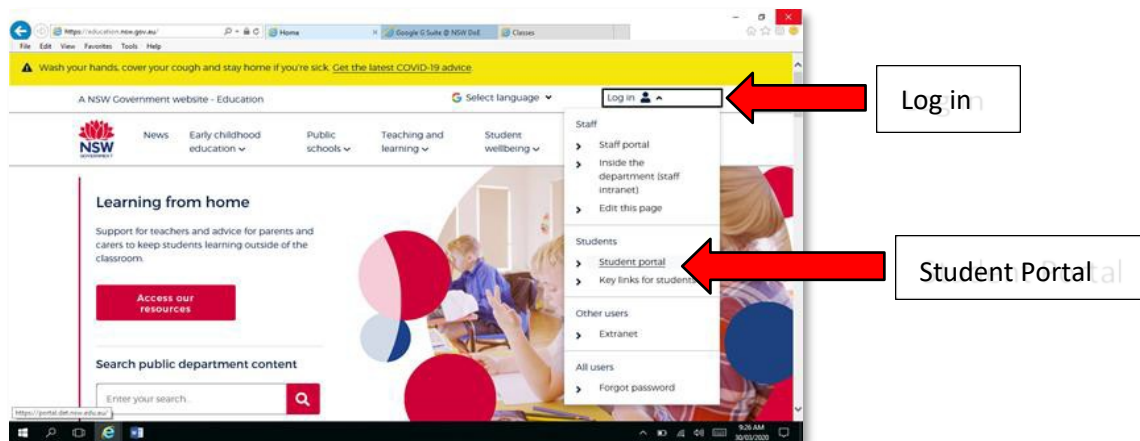 https://education.nsw.gov.au/
Home
Google G Suite @ NSW DoE
Classes
File Edit View Favorites Tools Help
Wash your hands, cover your cough and stay home if you're sick. Get the latest COVID-19 advice.
A NSW Government website - Education
Select language
Log in
Log in
NSW
GOVERNMENT
News
Early childhood
education
Public
schools
Teaching and
learning
Student
wellbeing
Staff
Staff portal
Inside the
department (staff
intranet)
Edit this page
Learning from home
Support for teachers and advice for parents and
carers to keep students learning outside of the
classroom.
Access our
resources
Students
Student portal
Key links for students
Student Portal
Other users
Extranet
All users
Forgot password
Search public department content
Enter your search
https://portal.det.nsw.edu.au/
9:26 AM
30/03/2020